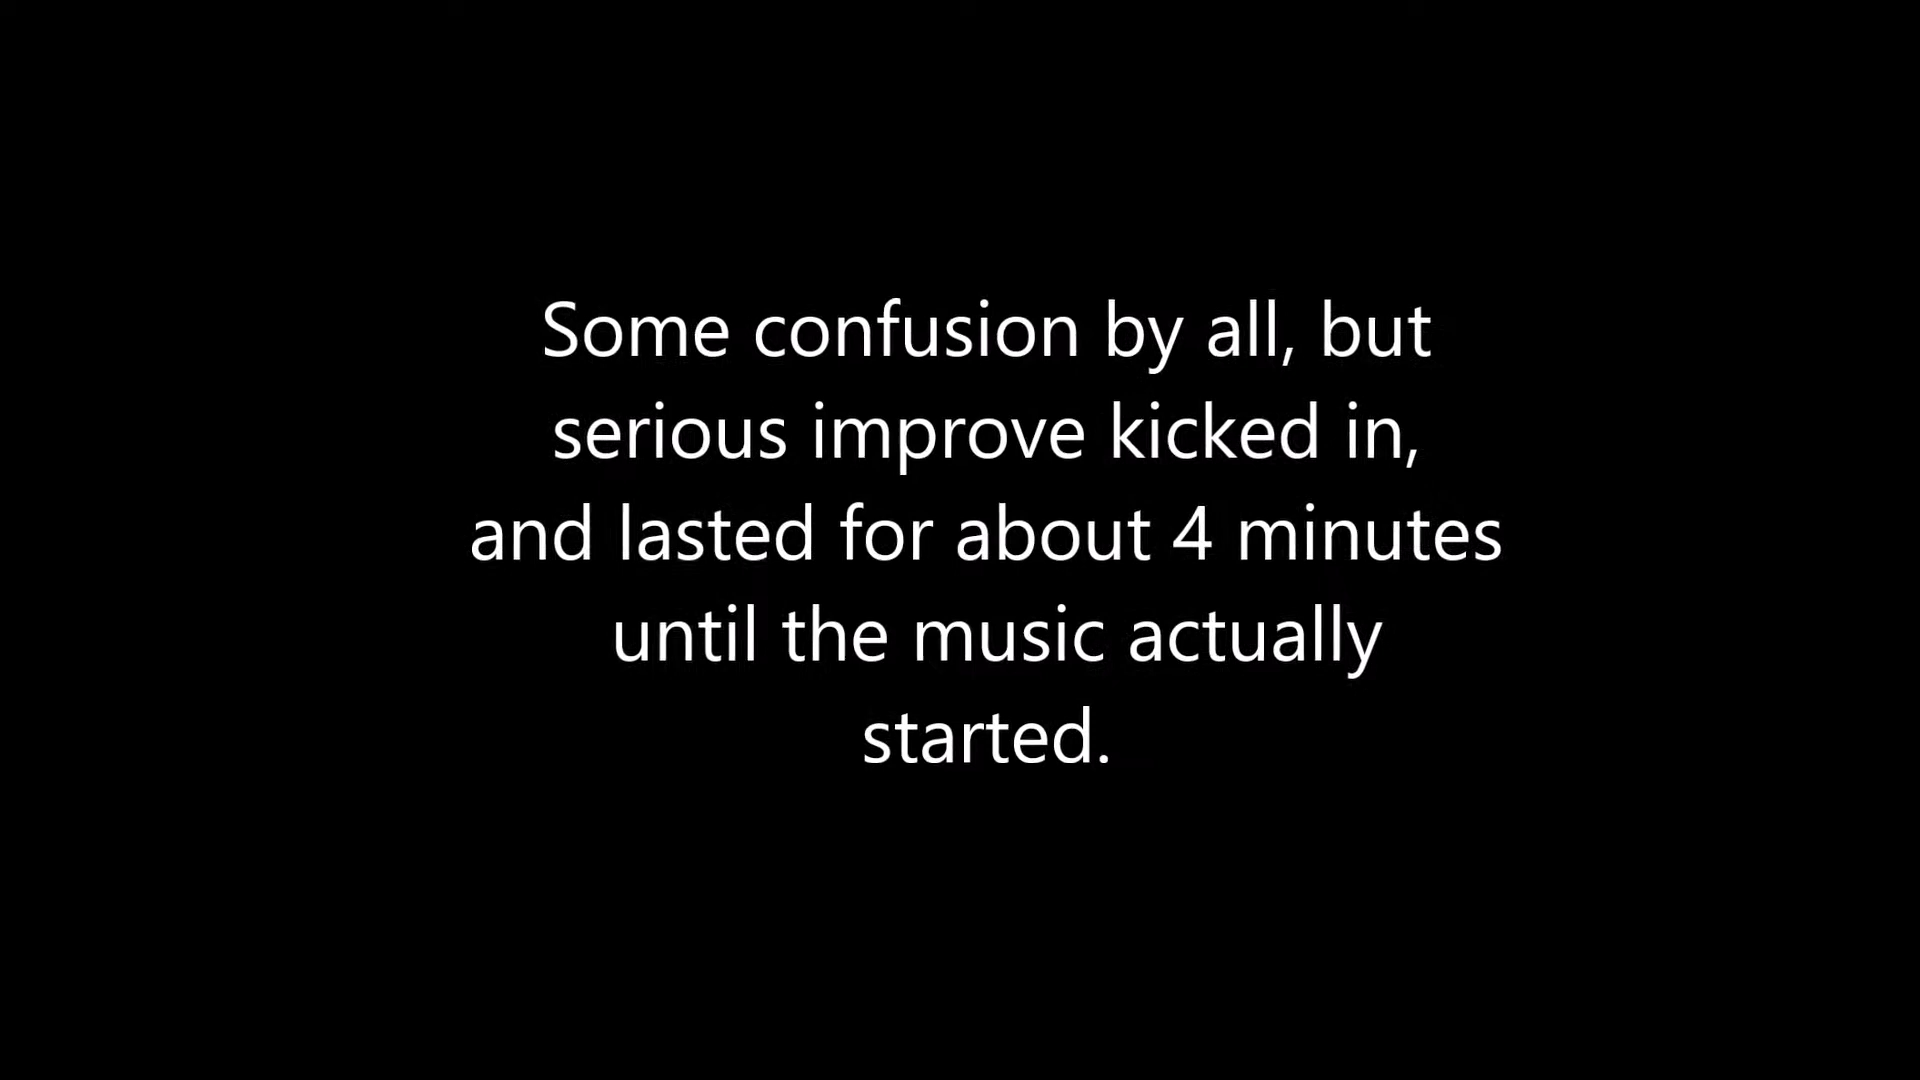 Some confusion by all, but
serious improve kicked in,
and lasted for about 4 minutes
until the music actually
started.